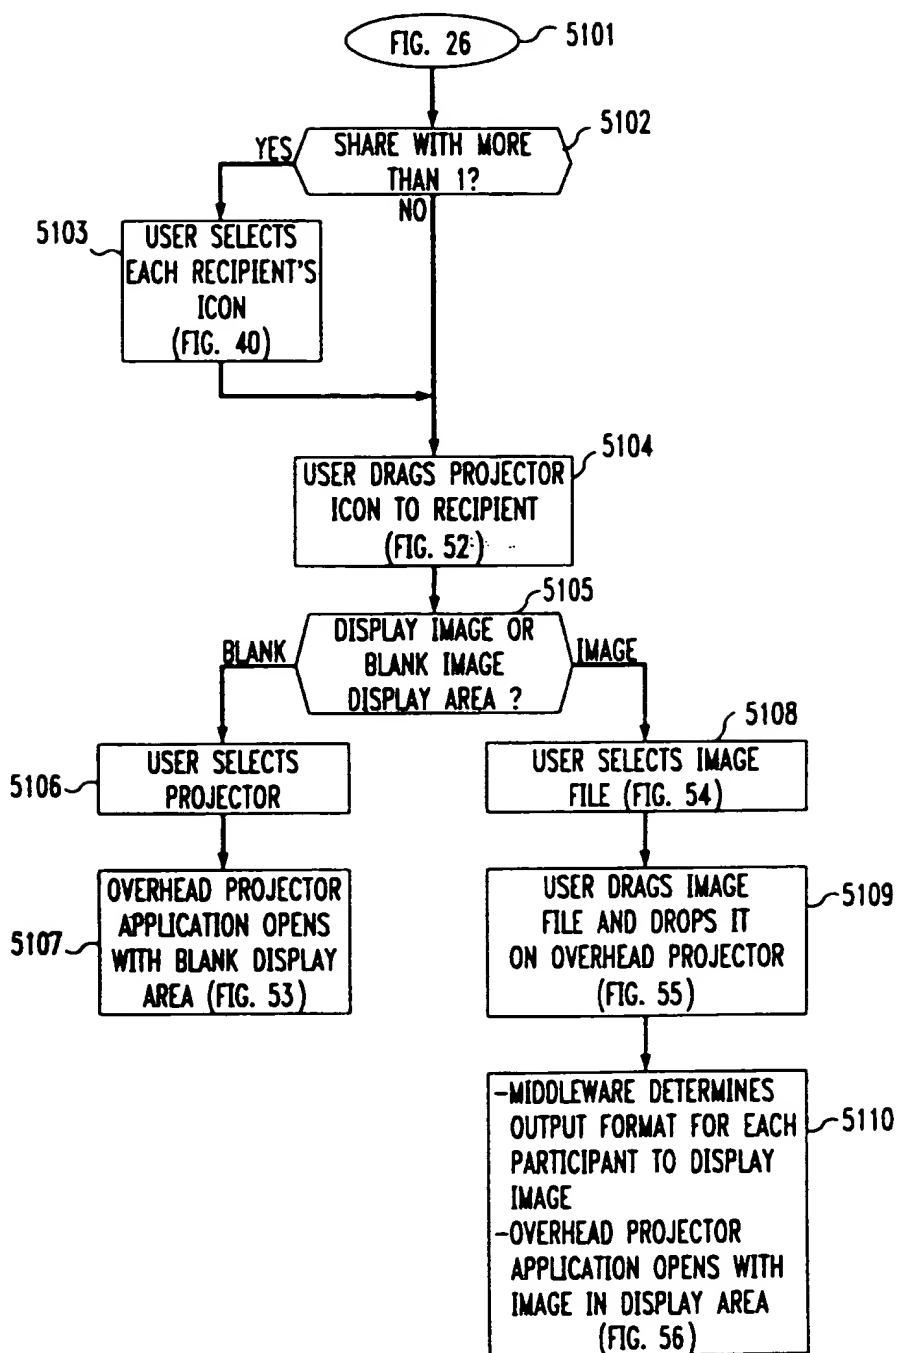 FIG. 26
5101
SHARE WITH MORE
THAN 1?
5102
YES
NO
5103
USER SELECTS
EACH RECIPIENT'S
ICON
(FIG. 40)
5104
USER DRAGS PROJECTOR
ICON TO RECIPIENT
(FIG. 52)
5105
DISPLAY IMAGE OR
BLANK IMAGE
DISPLAY AREA ?
BLANK
IMAGE
5106
USER SELECTS
PROJECTOR
5108
USER SELECTS IMAGE
FILE (FIG. 54)
5107
OVERHEAD PROJECTOR
APPLICATION OPENS
WITH BLANK DISPLAY
AREA (FIG. 53)
USER DRAGS IMAGE
FILE AND DROPS IT
ON OVERHEAD PROJECTOR
(FIG. 55)
5109
-MIDDLEWARE DETERMINES
OUTPUT FORMAT FOR EACH
PARTICIPANT TO DISPLAY
IMAGE
-OVERHEAD PROJECTOR
APPLICATION OPENS WITH
IMAGE IN DISPLAY AREA
(FIG. 56)
5110